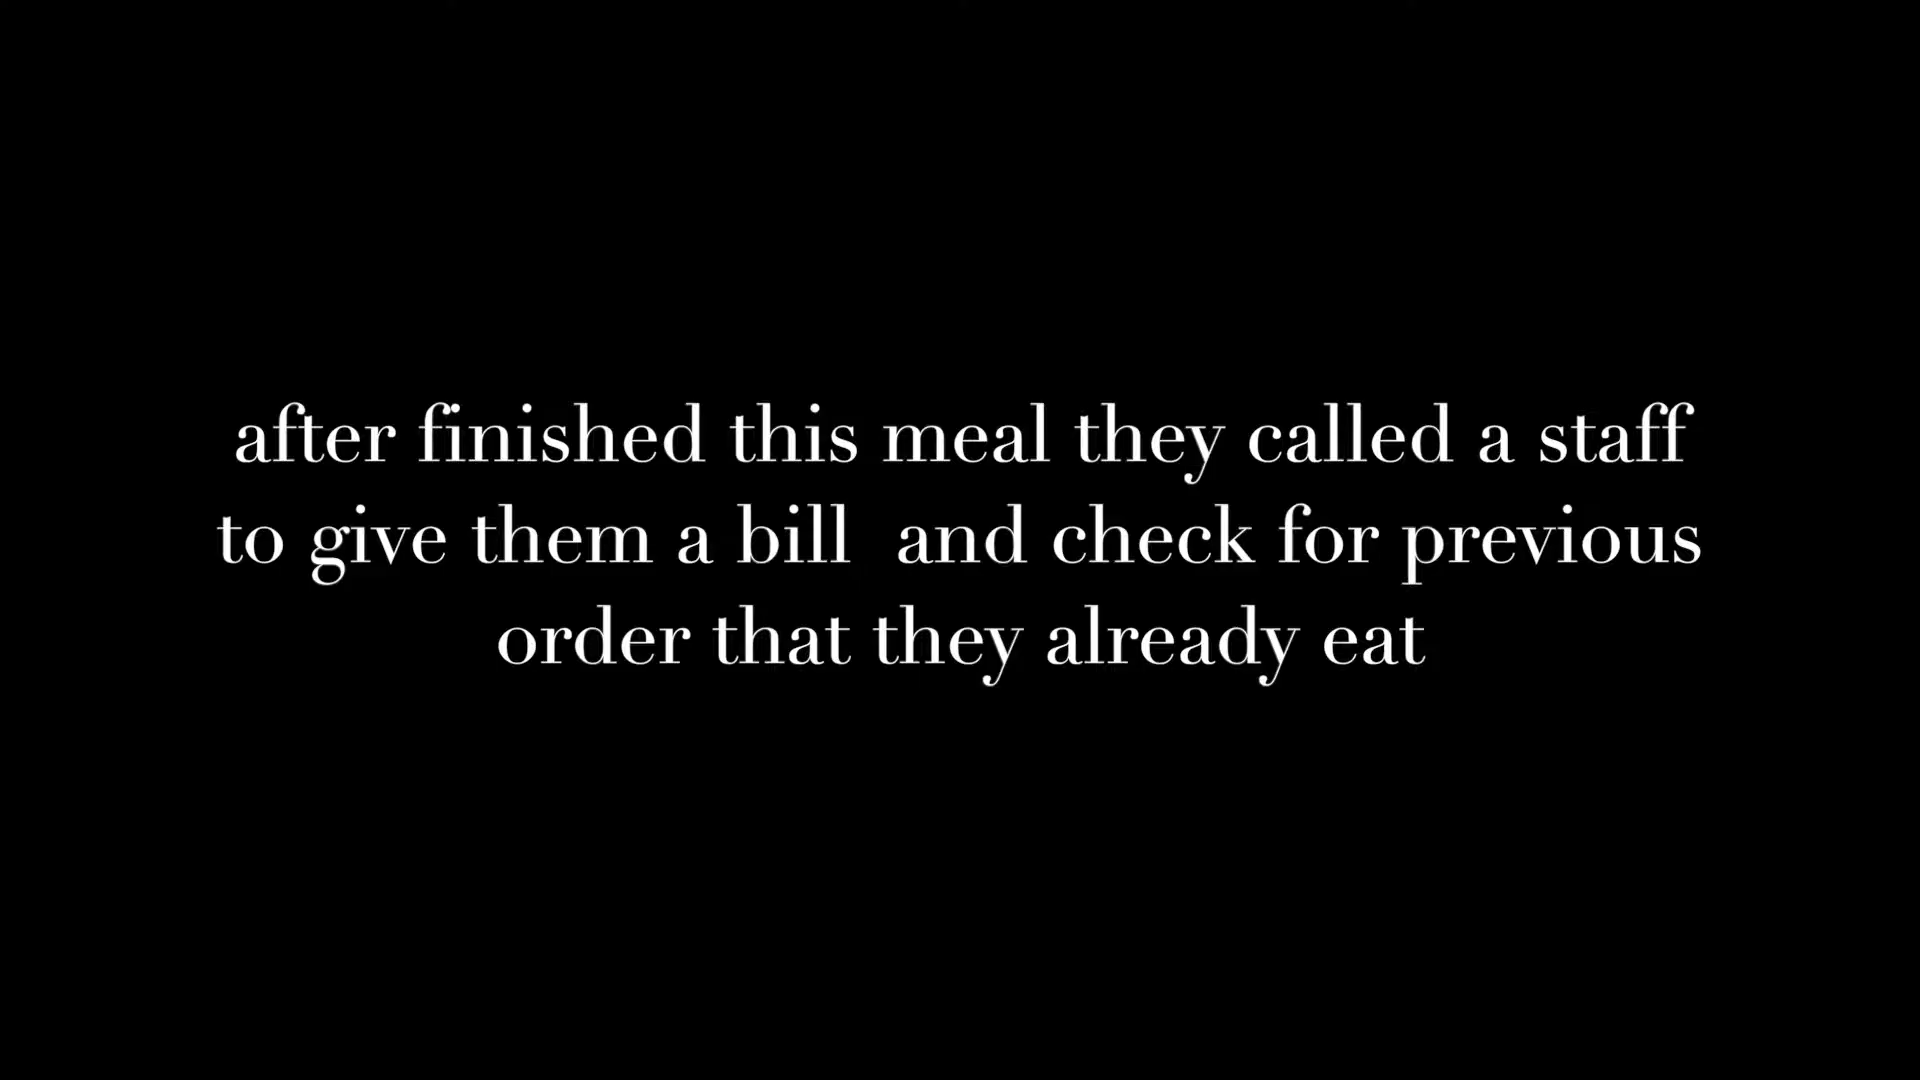 after finished this meal they called a staff
to give them a bill  and check for previous
order that they already eat